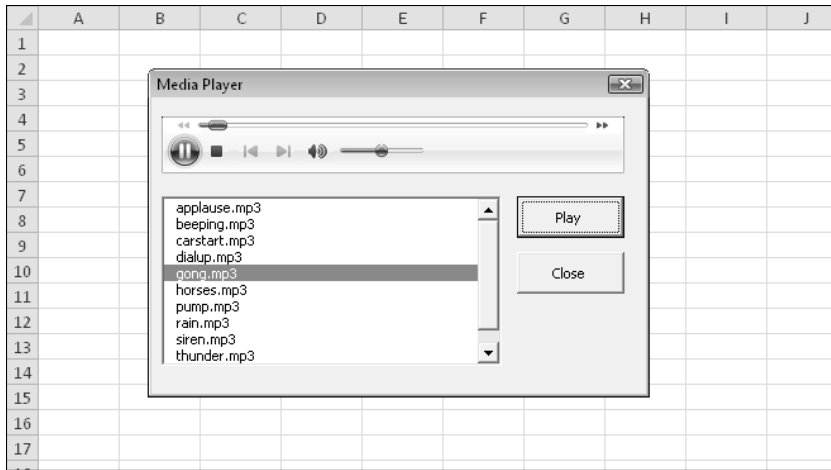 A B C D E F G H I J
1
2
Media Player
3
4
5
6
7
applause.mp3
8
beeping.mp3
Play
carstart.mp3
9
dialup.mp3
10
gong.mp3
Close
horses.mp3
11
pump.mp3
12
rain.mp3
13
siren.mp3
thunder.mp3
14
15
16
17